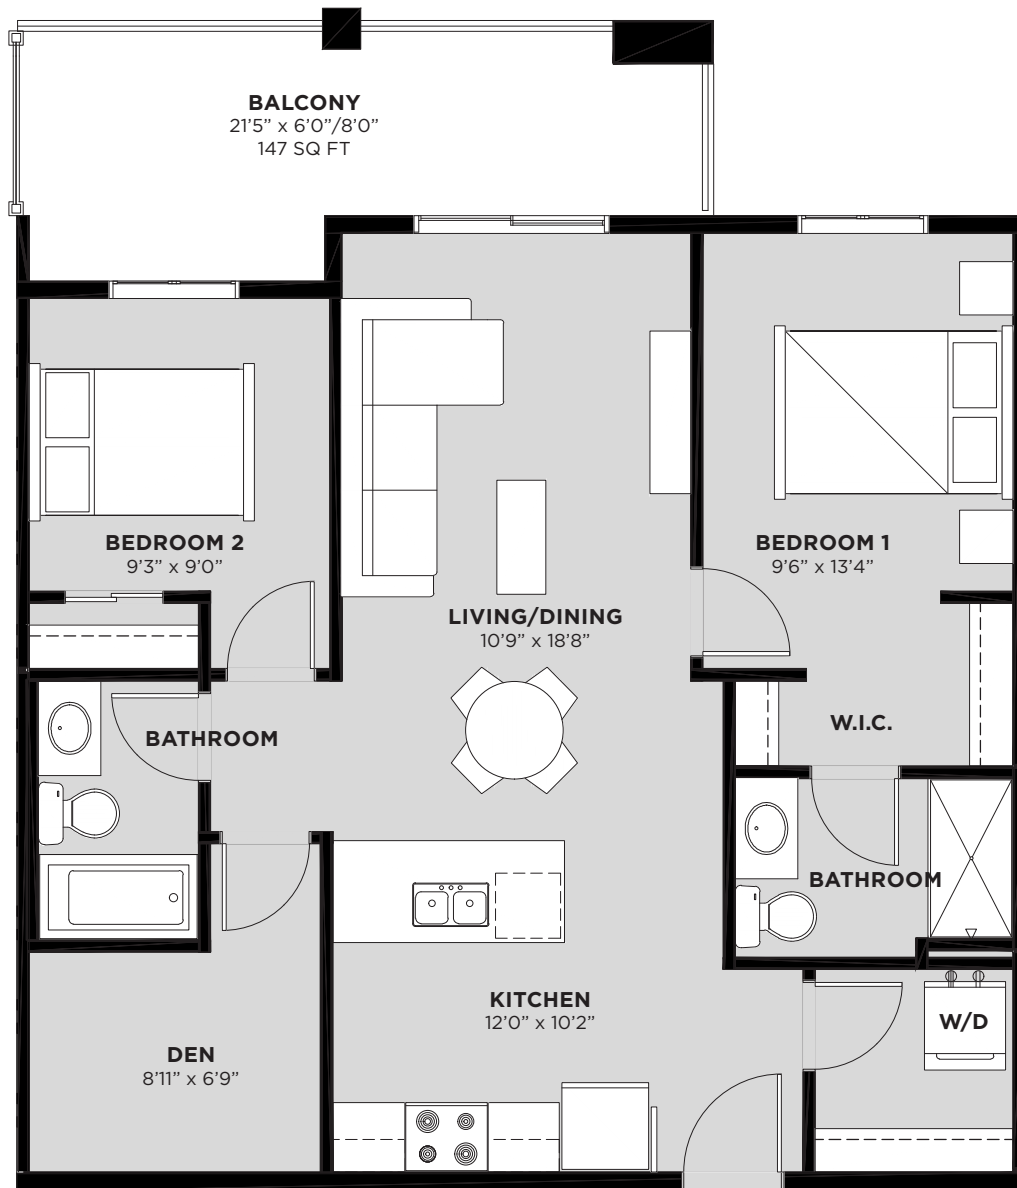 BALCONY
21’5” x 6’0”/8’0”
147 SQ FT
BEDROOM 2
9’3” x 9’0”
BEDROOM 1
9’6” x 13’4”
LIVING/DINING
10’9” x 18’8”
W.I.C.
BATHROOM
BATHROOM
KITCHEN
12’0” x 10’2”
W/D
DEN
8’11” x 6’9”